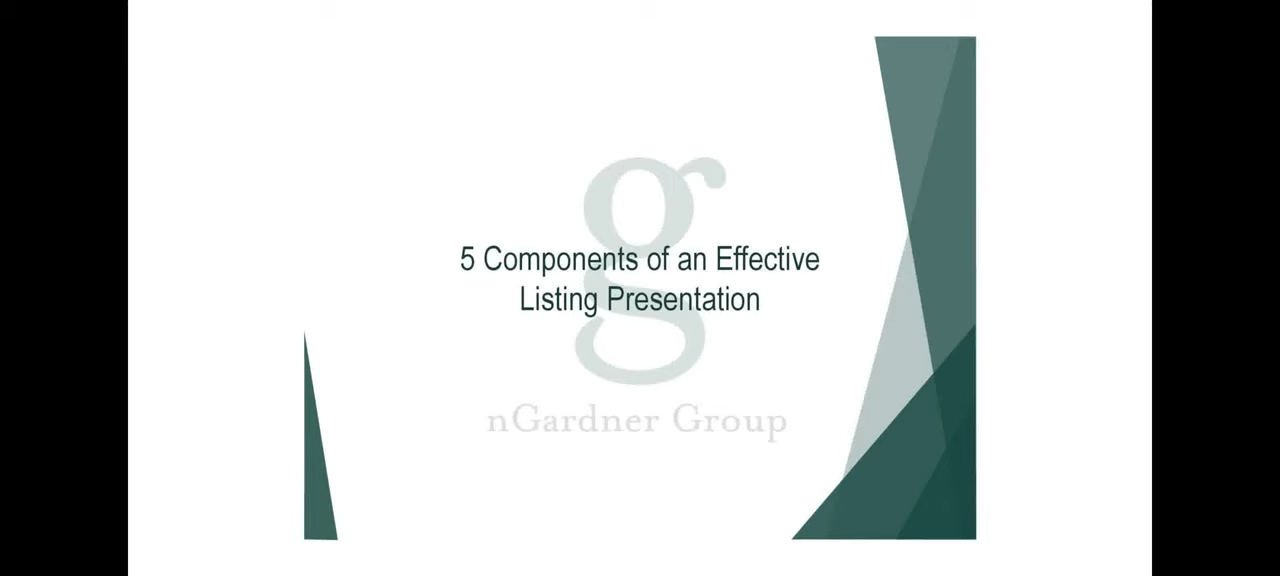 g
5 Components of an Effective
Listing Presentation
nGardner Group